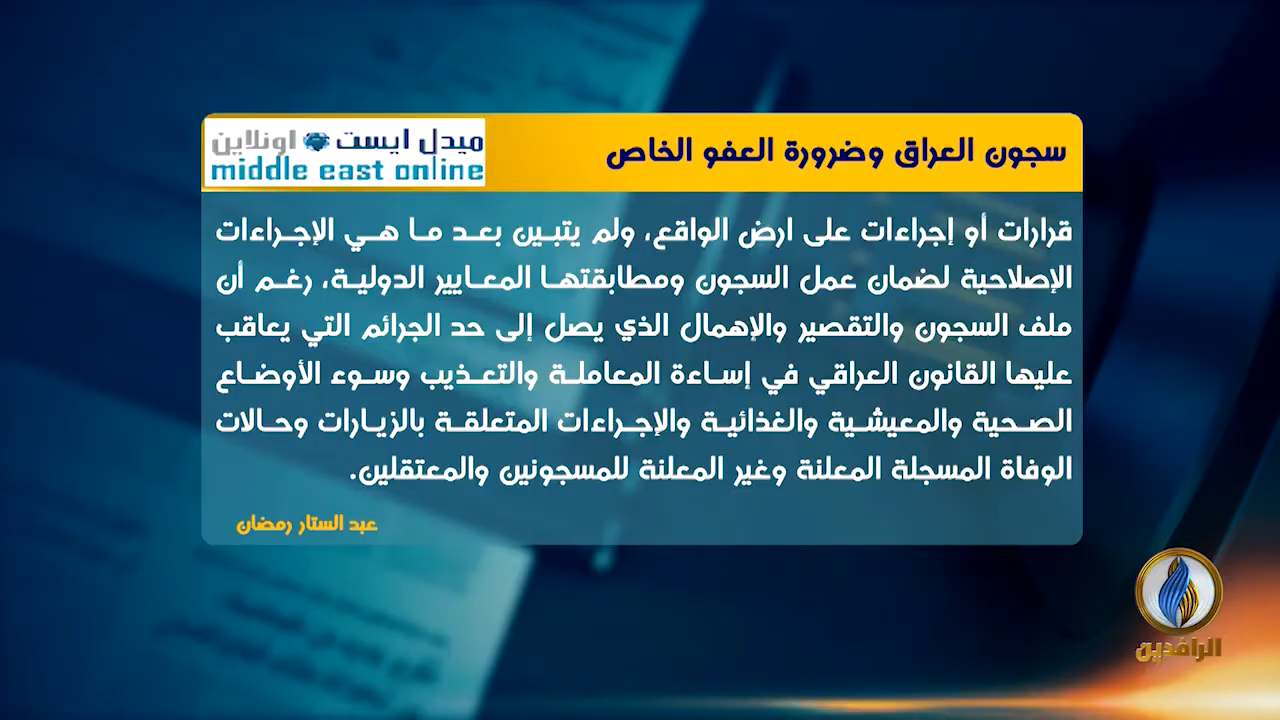 سجون العراق وضرورة العفو الخاص
ميدل ايست اونلاين
middle east online
قرارات أو إجراءات على ارض الواقع، ولم يتبين بعد ما هي الإجراءات
الإصلاحية لضمان عمل السجون ومطابقتها المعايير الدولية، رغم أن
ملف السجون والتقصير والإهمال الذي يصل إلى حد الجرائم التي يعاقب
عليها القانون العراقي في إساءة المعاملة والتعذيب وسوء الأوضاع
الصحية والمعيشية والغذائية والإجراءات المتعلقة بالزيارات وحالات
الوفاة المسجلة المعلنة وغير المعلنة للمسجونين والمعتقلين.
عبد الستار رمضان
الرافدين